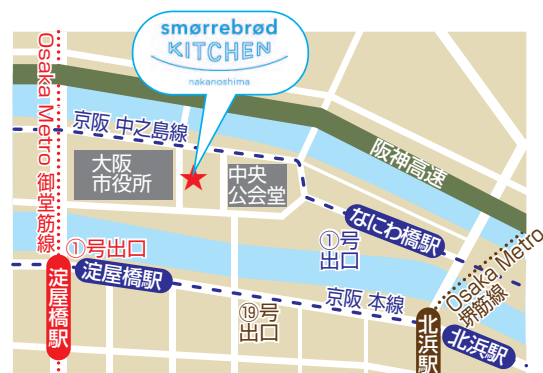 smørrebrød
KITCHEN
nakanoshima
Osaka Metro 御堂筋線
京阪 中之島線
阪神高速
大阪
市役所
中央
公会堂
なにわ橋駅
①号出口
①号
出口
淀屋橋駅
淀屋橋駅
Osaka Metro
堺筋線
京阪 本線
⑲号
出口
北浜駅
北浜駅